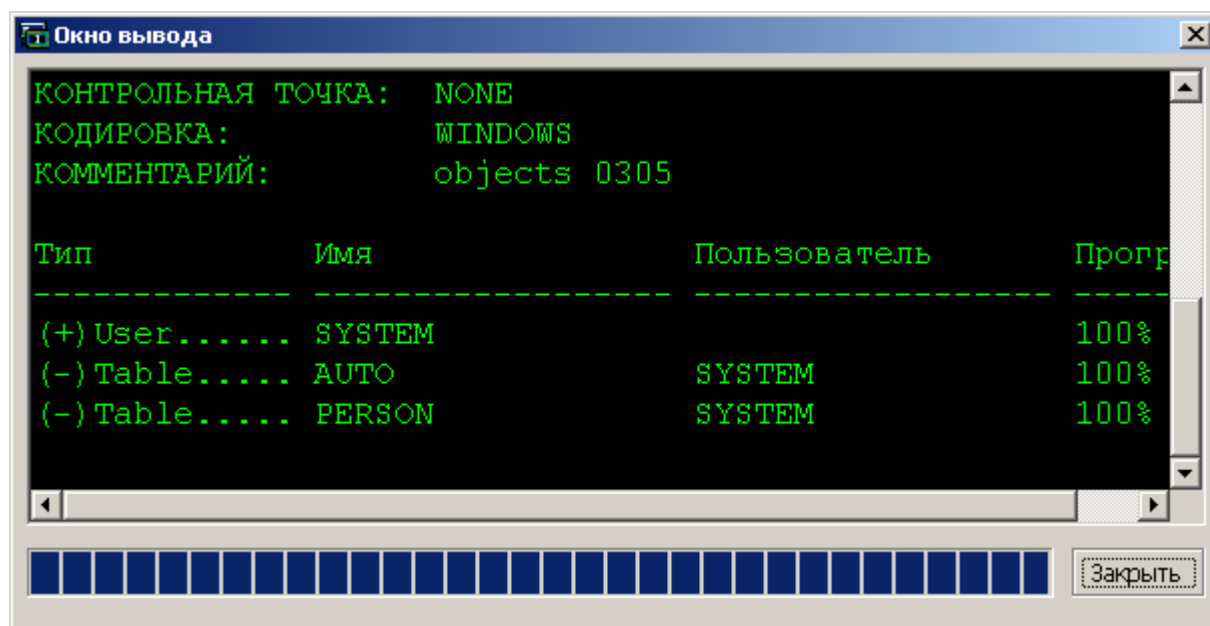 Окно вывода
КОНТРОЛЬНАЯ ТОЧКА: NONE
КОДИРОВКА: WINDOWS
КОММЕНТАРИЙ: objects 0305
Тип Имя Пользователь Прогр
------------- ------------------ ------------------ -----
(+)User...... SYSTEM 100%
(-)Table..... AUTO SYSTEM 100%
(-)Table..... PERSON SYSTEM 100%
Закрыть